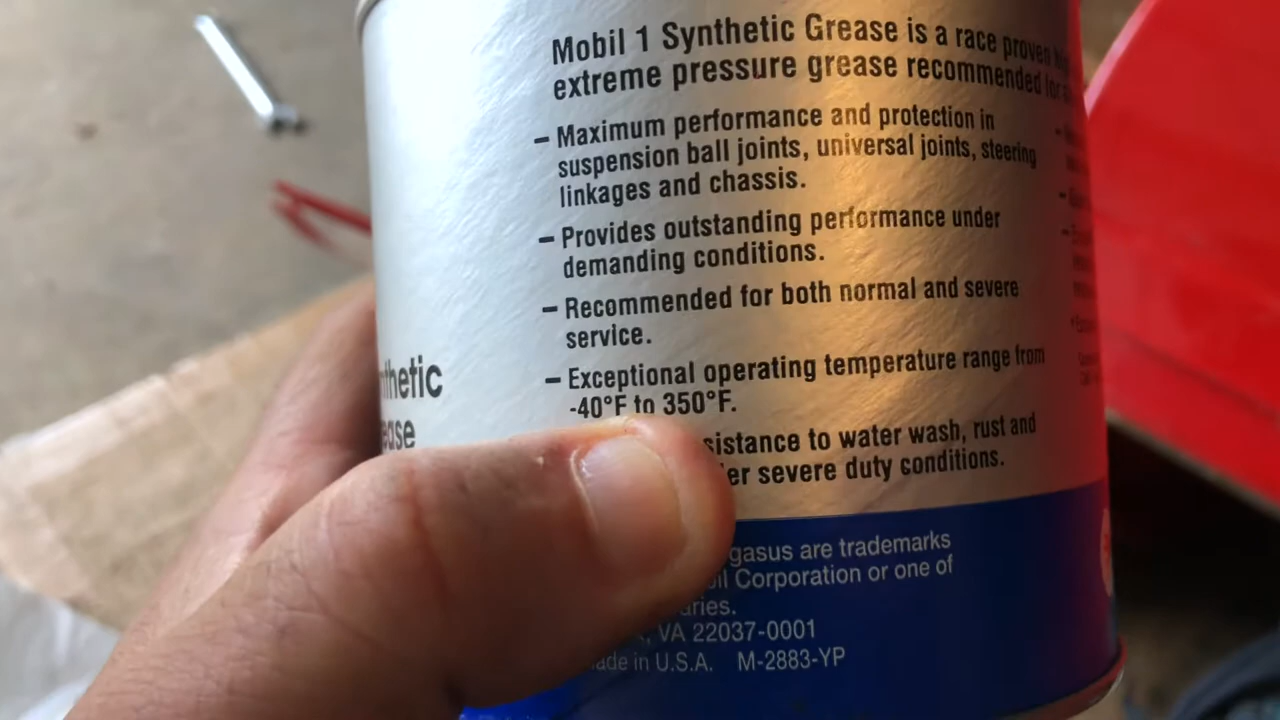 Mobil 1 Synthetic Grease is a race proven
extreme pressure grease recommended for
– Maximum performance and protection in
suspension ball joints, universal joints, steering
linkages and chassis.
– Provides outstanding performance under
demanding conditions.
– Recommended for both normal and severe
service.
– Exceptional operating temperature range from
-40°F to 350°F.
sistance to water wash, rust and
er severe duty conditions.
thetic
ease
gasus are trademarks
il Corporation or one of
aries.
, VA 22037-0001
ade in U.S.A. M-2883-YP